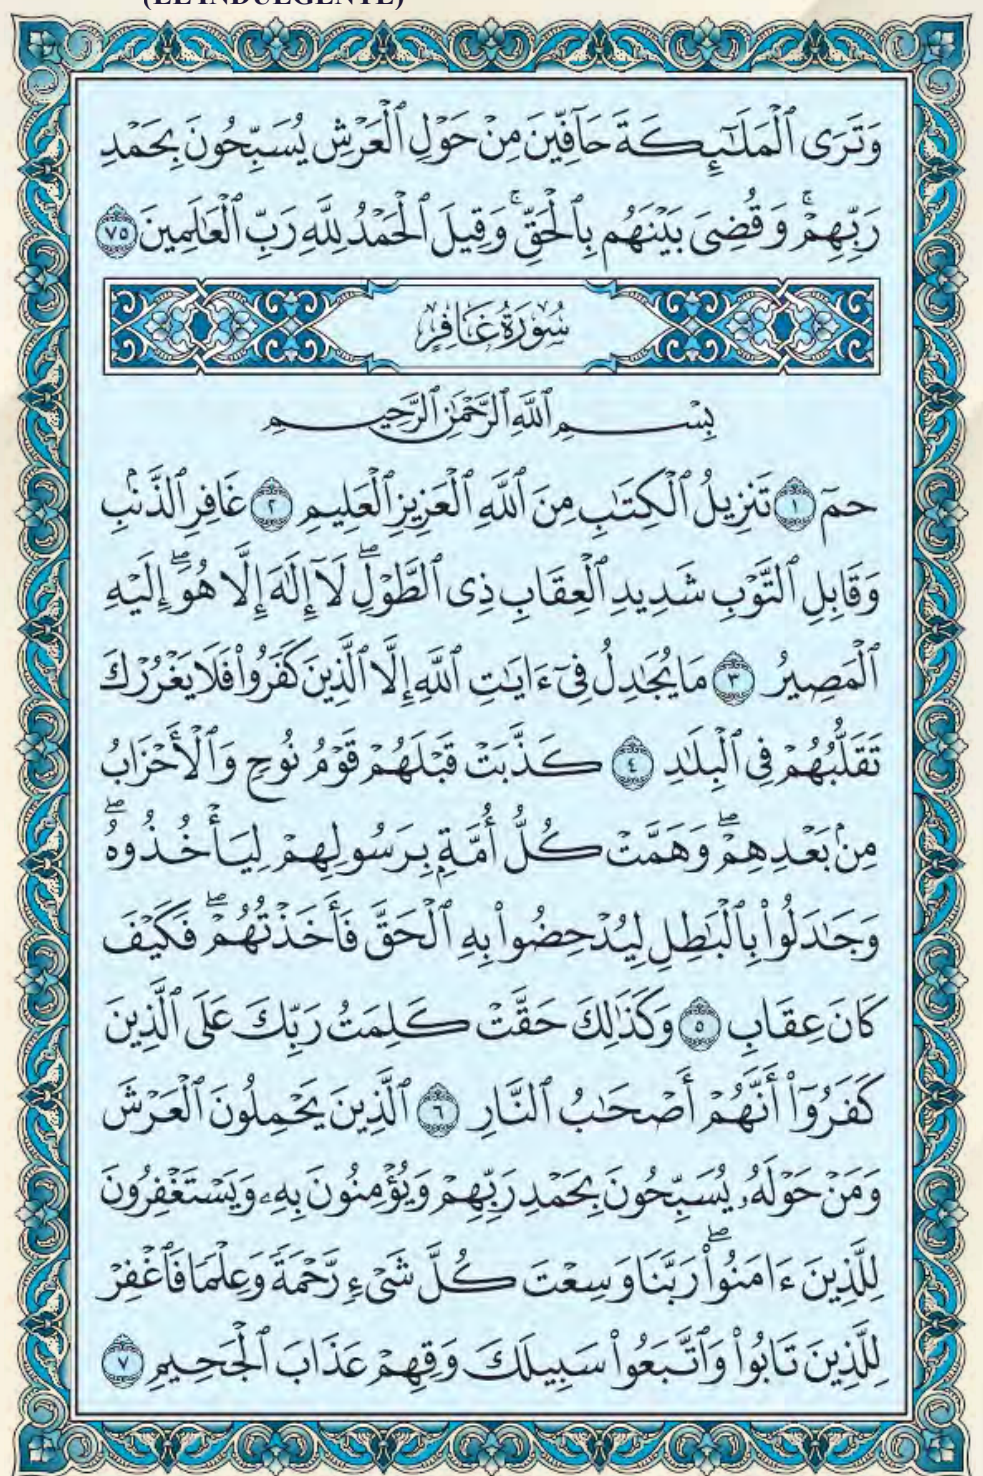 (EL INDULGENTE)
وَتَرَى ٱلْمَلَـٰٓئِكَةَ حَآفِّينَ مِنْ حَوْلِ ٱلْعَرْشِ يُسَبِّحُونَ بِحَمْدِ
رَبِّهِمْ ۚ وَقُضِىَ بَيْنَهُم بِٱلْحَقِّ ۚ وَقِيلَ ٱلْحَمْدُ لِلَّهِ رَبِّ ٱلْعَـٰلَمِينَ ٧٥
سُورَةُ غَافِرٍ
بِسْمِ ٱللَّهِ ٱلرَّحْمَـٰنِ ٱلرَّحِيمِ
حمٓ ١ تَنزِيلُ ٱلْكِتَـٰبِ مِنَ ٱللَّهِ ٱلْعَزِيزِ ٱلْعَلِيمِ ٢ غَافِرِ ٱلذَّنۢبِ
وَقَابِلِ ٱلتَّوْبِ شَدِيدِ ٱلْعِقَابِ ذِى ٱلطَّوْلِ ۖ لَآ إِلَـٰهَ إِلَّا هُوَ ۖ إِلَيْهِ
ٱلْمَصِيرُ ٣ مَا يُجَـٰدِلُ فِىٓ ءَايَـٰتِ ٱللَّهِ إِلَّا ٱلَّذِينَ كَفَرُوا۟ فَلَا يَغْرُرْكَ
تَقَلُّبُهُمْ فِى ٱلْبِلَـٰدِ ٤ كَذَّبَتْ قَبْلَهُمْ قَوْمُ نُوحٍ وَٱلْأَحْزَابُ
مِنۢ بَعْدِهِمْ ۖ وَهَمَّتْ كُلُّ أُمَّةٍۭ بِرَسُولِهِمْ لِيَأْخُذُوهُ ۖ
وَجَـٰدَلُوا۟ بِٱلْبَـٰطِلِ لِيُدْحِضُوا۟ بِهِ ٱلْحَقَّ فَأَخَذْتُهُمْ ۖ فَكَيْفَ
كَانَ عِقَابِ ٥ وَكَذَٰلِكَ حَقَّتْ كَلِمَتُ رَبِّكَ عَلَى ٱلَّذِينَ
كَفَرُوٓا۟ أَنَّهُمْ أَصْحَـٰبُ ٱلنَّارِ ٦ ٱلَّذِينَ يَحْمِلُونَ ٱلْعَرْشَ
وَمَنْ حَوْلَهُۥ يُسَبِّحُونَ بِحَمْدِ رَبِّهِمْ وَيُؤْمِنُونَ بِهِۦ وَيَسْتَغْفِرُونَ
لِلَّذِينَ ءَامَنُوا۟ ۖ رَبَّنَا وَسِعْتَ كُلَّ شَىْءٍ رَّحْمَةً وَعِلْمًا فَٱغْفِرْ
لِلَّذِينَ تَابُوا۟ وَٱتَّبَعُوا۟ سَبِيلَكَ وَقِهِمْ عَذَابَ ٱلْجَحِيمِ ٧